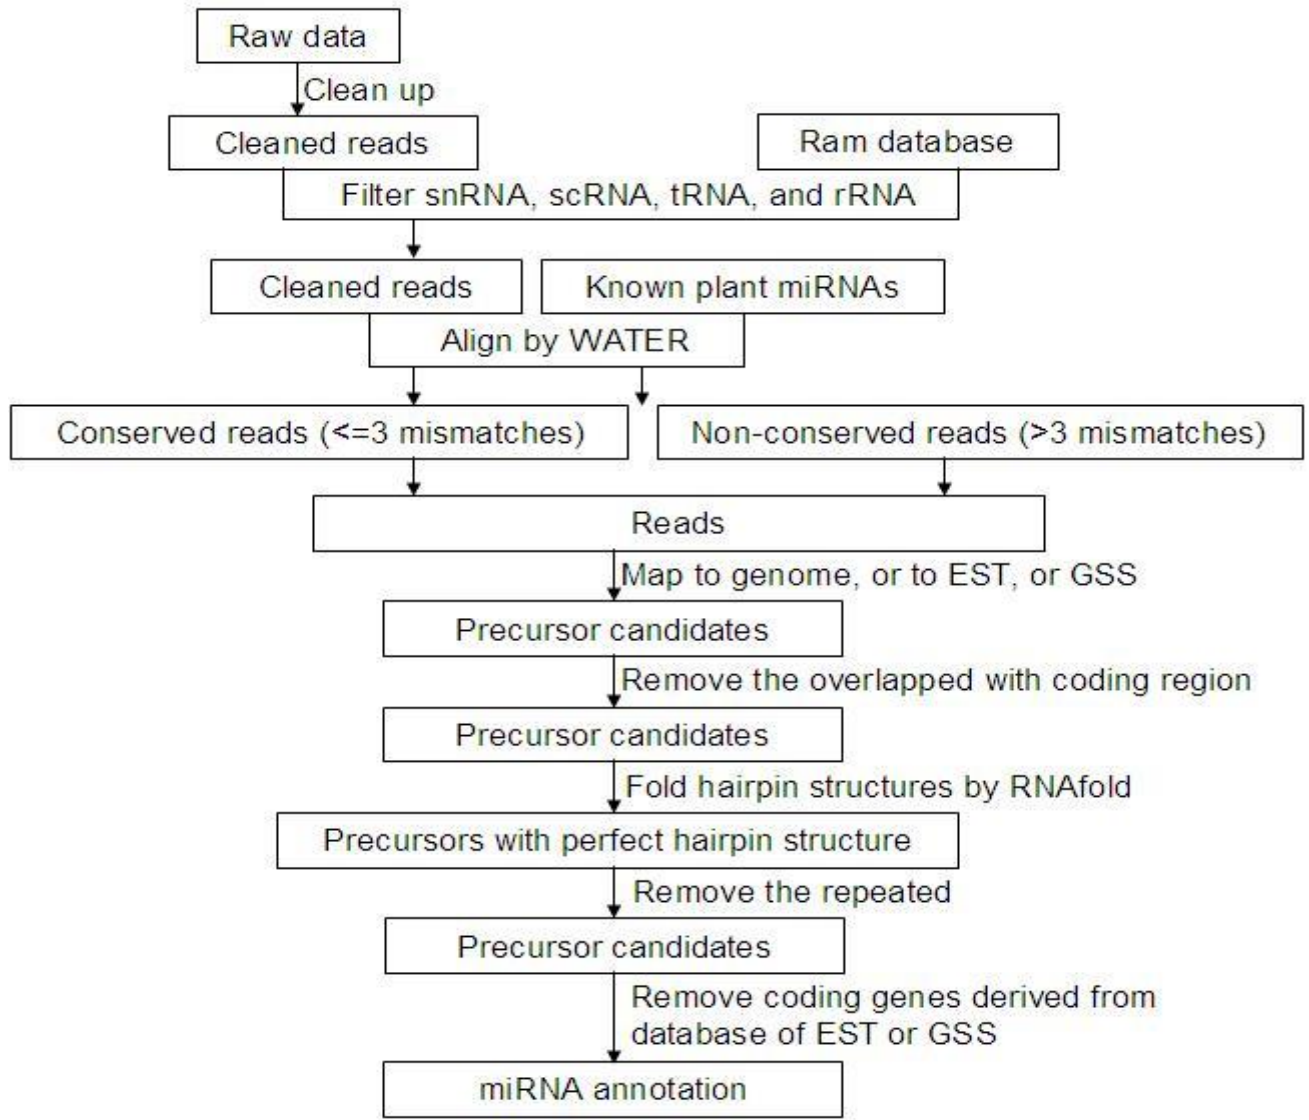 Raw data
Clean up
Cleaned reads
Ram database
Filter snRNA, scRNA, tRNA, and rRNA
Cleaned reads
Known plant miRNAs
Align by WATER
Conserved reads (<=3 mismatches)
Non-conserved reads (>3 mismatches)
Reads
Map to genome, or to EST, or GSS
Precursor candidates
Remove the overlapped with coding region
Precursor candidates
Fold hairpin structures by RNAfold
Precursors with perfect hairpin structure
Remove the repeated
Precursor candidates
Remove coding genes derived from
database of EST or GSS
miRNA annotation